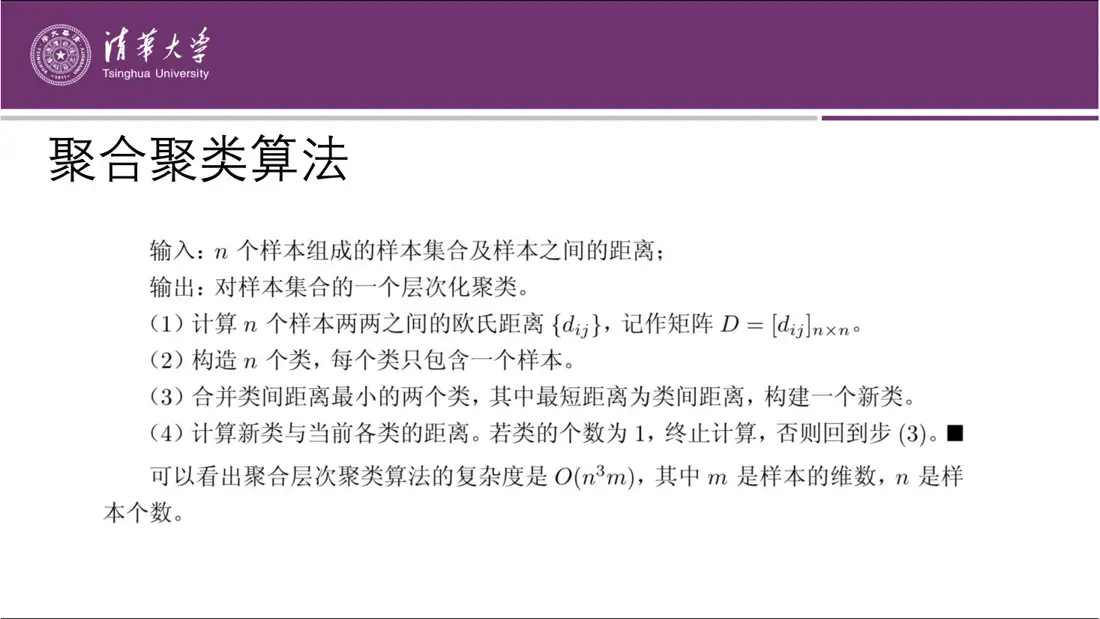 清华大学
Tsinghua University
聚合聚类算法
输入：n 个样本组成的样本集合及样本之间的距离；
输出：对样本集合的一个层次化聚类。
（1）计算 n 个样本两两之间的欧氏距离 {d_{ij}}，记作矩阵 D = [d_{ij}]_{n×n}。
（2）构造 n 个类，每个类只包含一个样本。
（3）合并类间距离最小的两个类，其中最短距离为类间距离，构建一个新类。
（4）计算新类与当前各类的距离。若类的个数为 1，终止计算，否则回到步 (3)。■
可以看出聚合层次聚类算法的复杂度是 O(n³m)，其中 m 是样本的维数，n 是样
本个数。